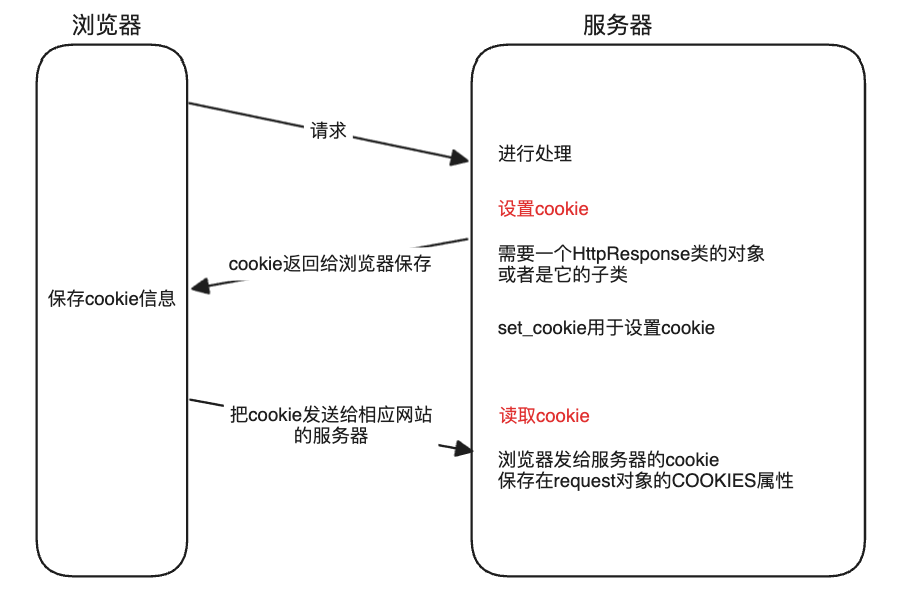 浏览器
服务器
请求
进行处理
设置cookie
需要一个HttpResponse类的对象
或者是它的子类
cookie返回给浏览器保存
保存cookie信息
set_cookie用于设置cookie
把cookie发送给相应网站
的服务器
读取cookie
浏览器发给服务器的cookie
保存在request对象的COOKIES属性